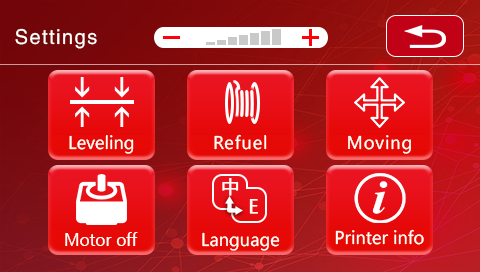 Settings
Leveling
Refuel
Moving
Motor off
中
E
Language
Printer info